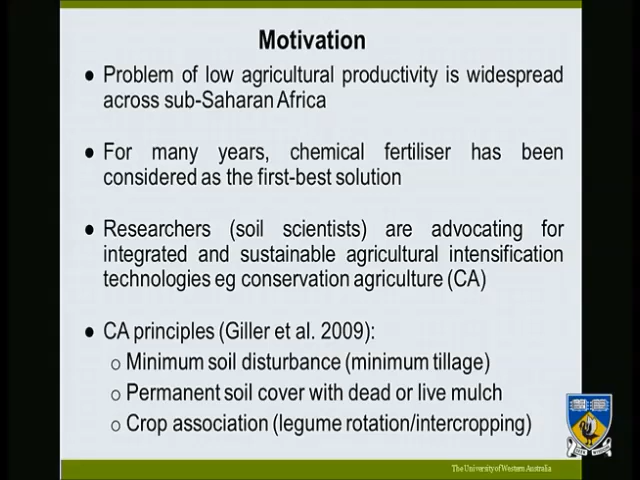 Motivation
● Problem of low agricultural productivity is widespread
across sub-Saharan Africa
● For many years, chemical fertiliser has been
considered as the first-best solution
● Researchers (soil scientists) are advocating for
integrated and sustainable agricultural intensification
technologies eg conservation agriculture (CA)
● CA principles (Giller et al. 2009):
o Minimum soil disturbance (minimum tillage)
o Permanent soil cover with dead or live mulch
o Crop association (legume rotation/intercropping)
The University of Western Australia